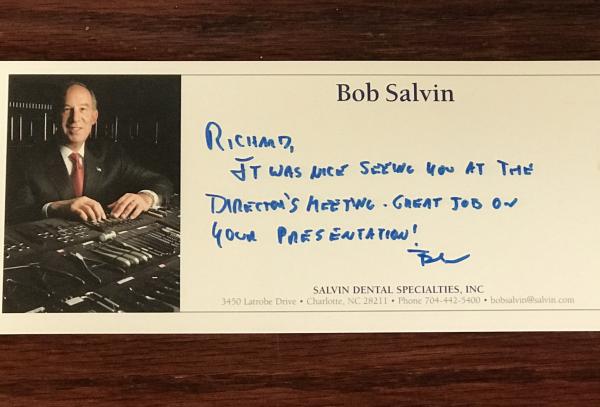 Bob Salvin
RICHARD,
IT WAS NICE SEEING YOU AT THE
DIRECTOR'S MEETING. GREAT JOB ON
YOUR PRESENTATION!
Bob
SALVIN DENTAL SPECIALTIES, INC
3450 Latrobe Drive • Charlotte, NC 28211 • Phone 704-442-5400 • bobsalvin@salvin.com